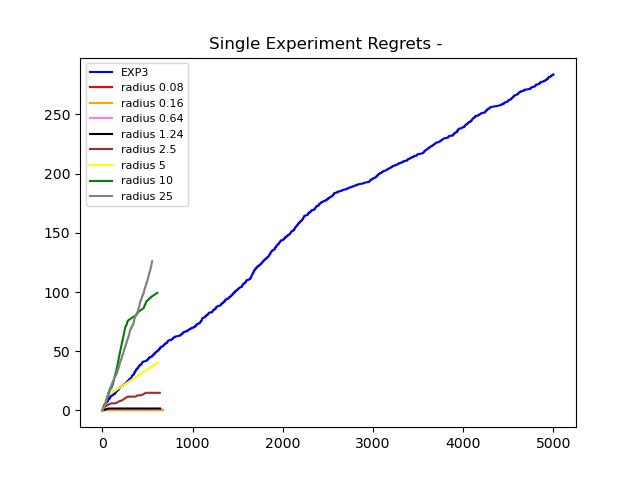 Single Experiment Regrets -
EXP3
radius 0.08
radius 0.16
radius 0.64
radius 1.24
radius 2.5
radius 5
radius 10
radius 25
250
200
150
100
50
0
0 1000 2000 3000 4000 5000